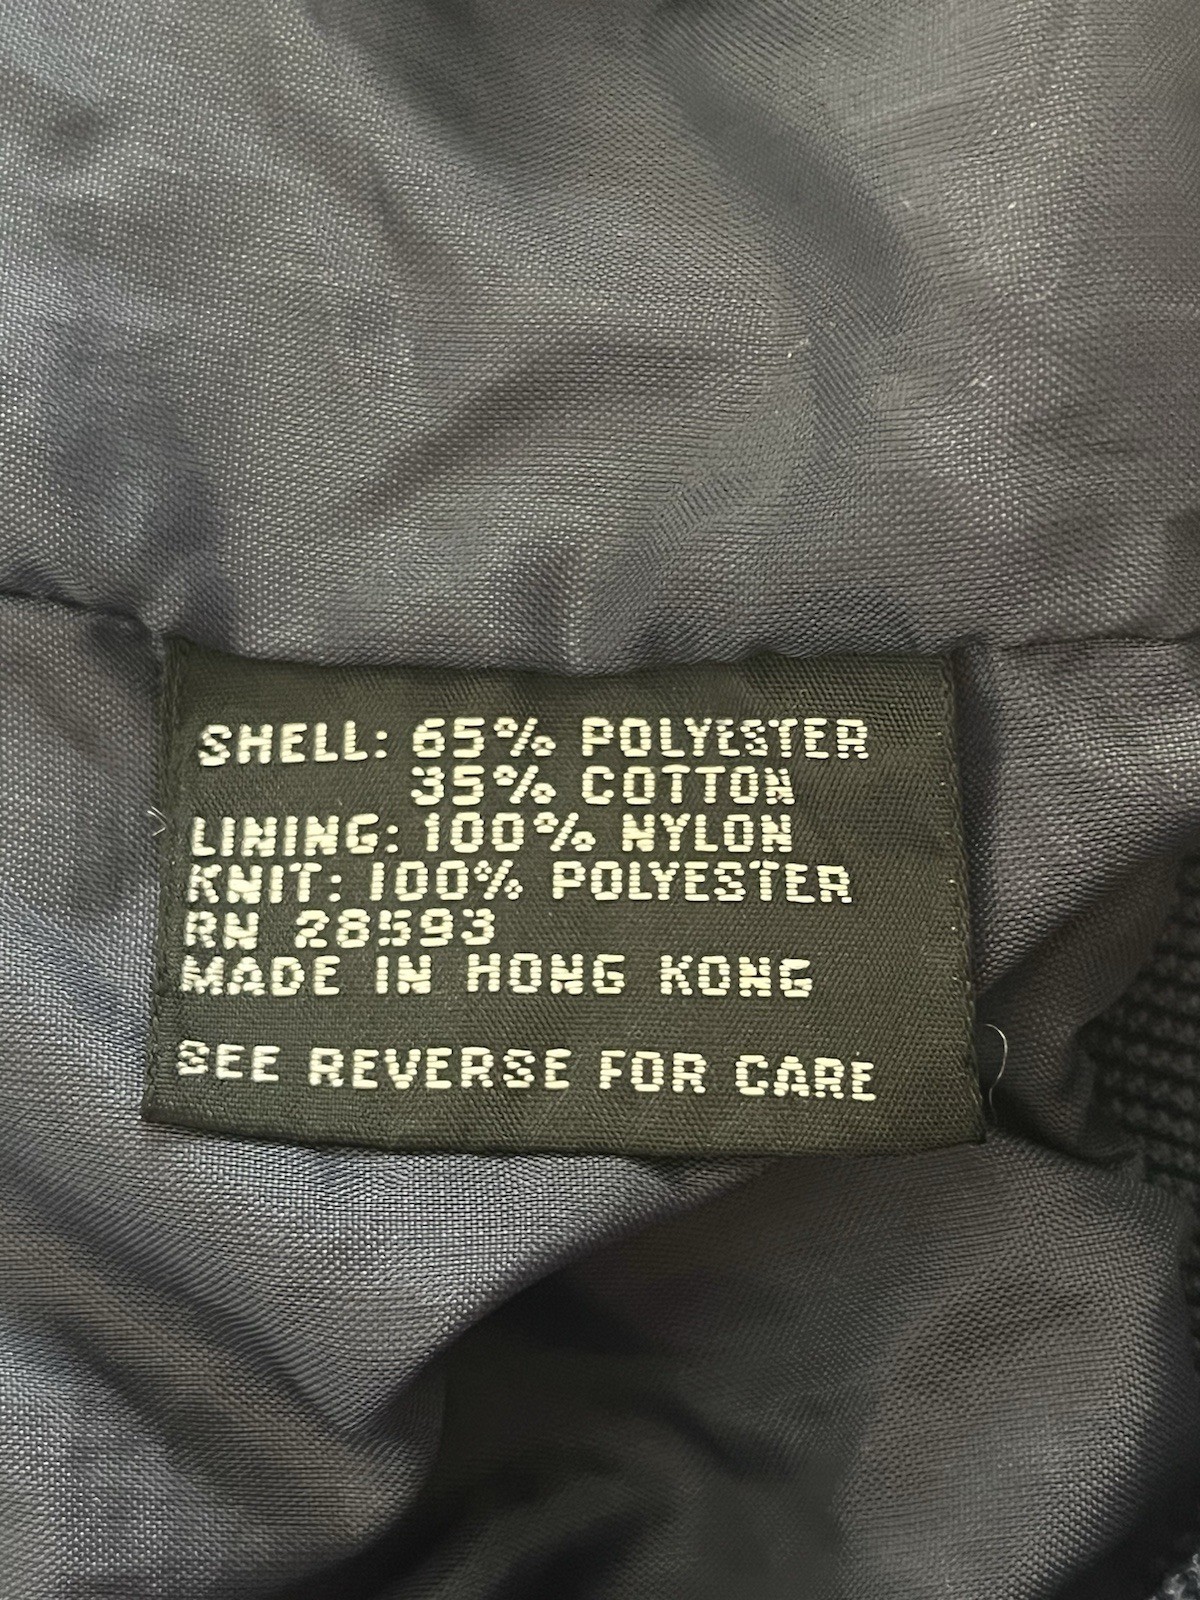 SHELL: 65% POLYESTER
35% COTTON
LINING: 100% NYLON
KNIT: 100% POLYESTER
RN 28593
MADE IN HONG KONG
SEE REVERSE FOR CARE